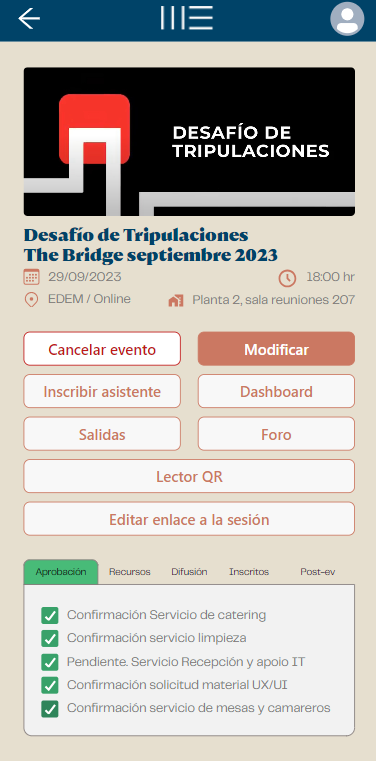 DESAFÍO DE
TRIPULACIONES
Desafío de Tripulaciones
The Bridge septiembre 2023
29/09/2023 18:00 hr
EDEM / Online Planta 2, sala reuniones 207
Cancelar evento Modificar
Inscribir asistente Dashboard
Salidas Foro
Lector QR
Editar enlace a la sesión
Aprobación Recursos Difusión Inscritos Post-ev
Confirmación Servicio de catering
Confirmación servicio limpieza
Pendiente. Servicio Recepción y apoio IT
Confirmación solicitud material UX/UI
Confirmación servicio de mesas y camareros